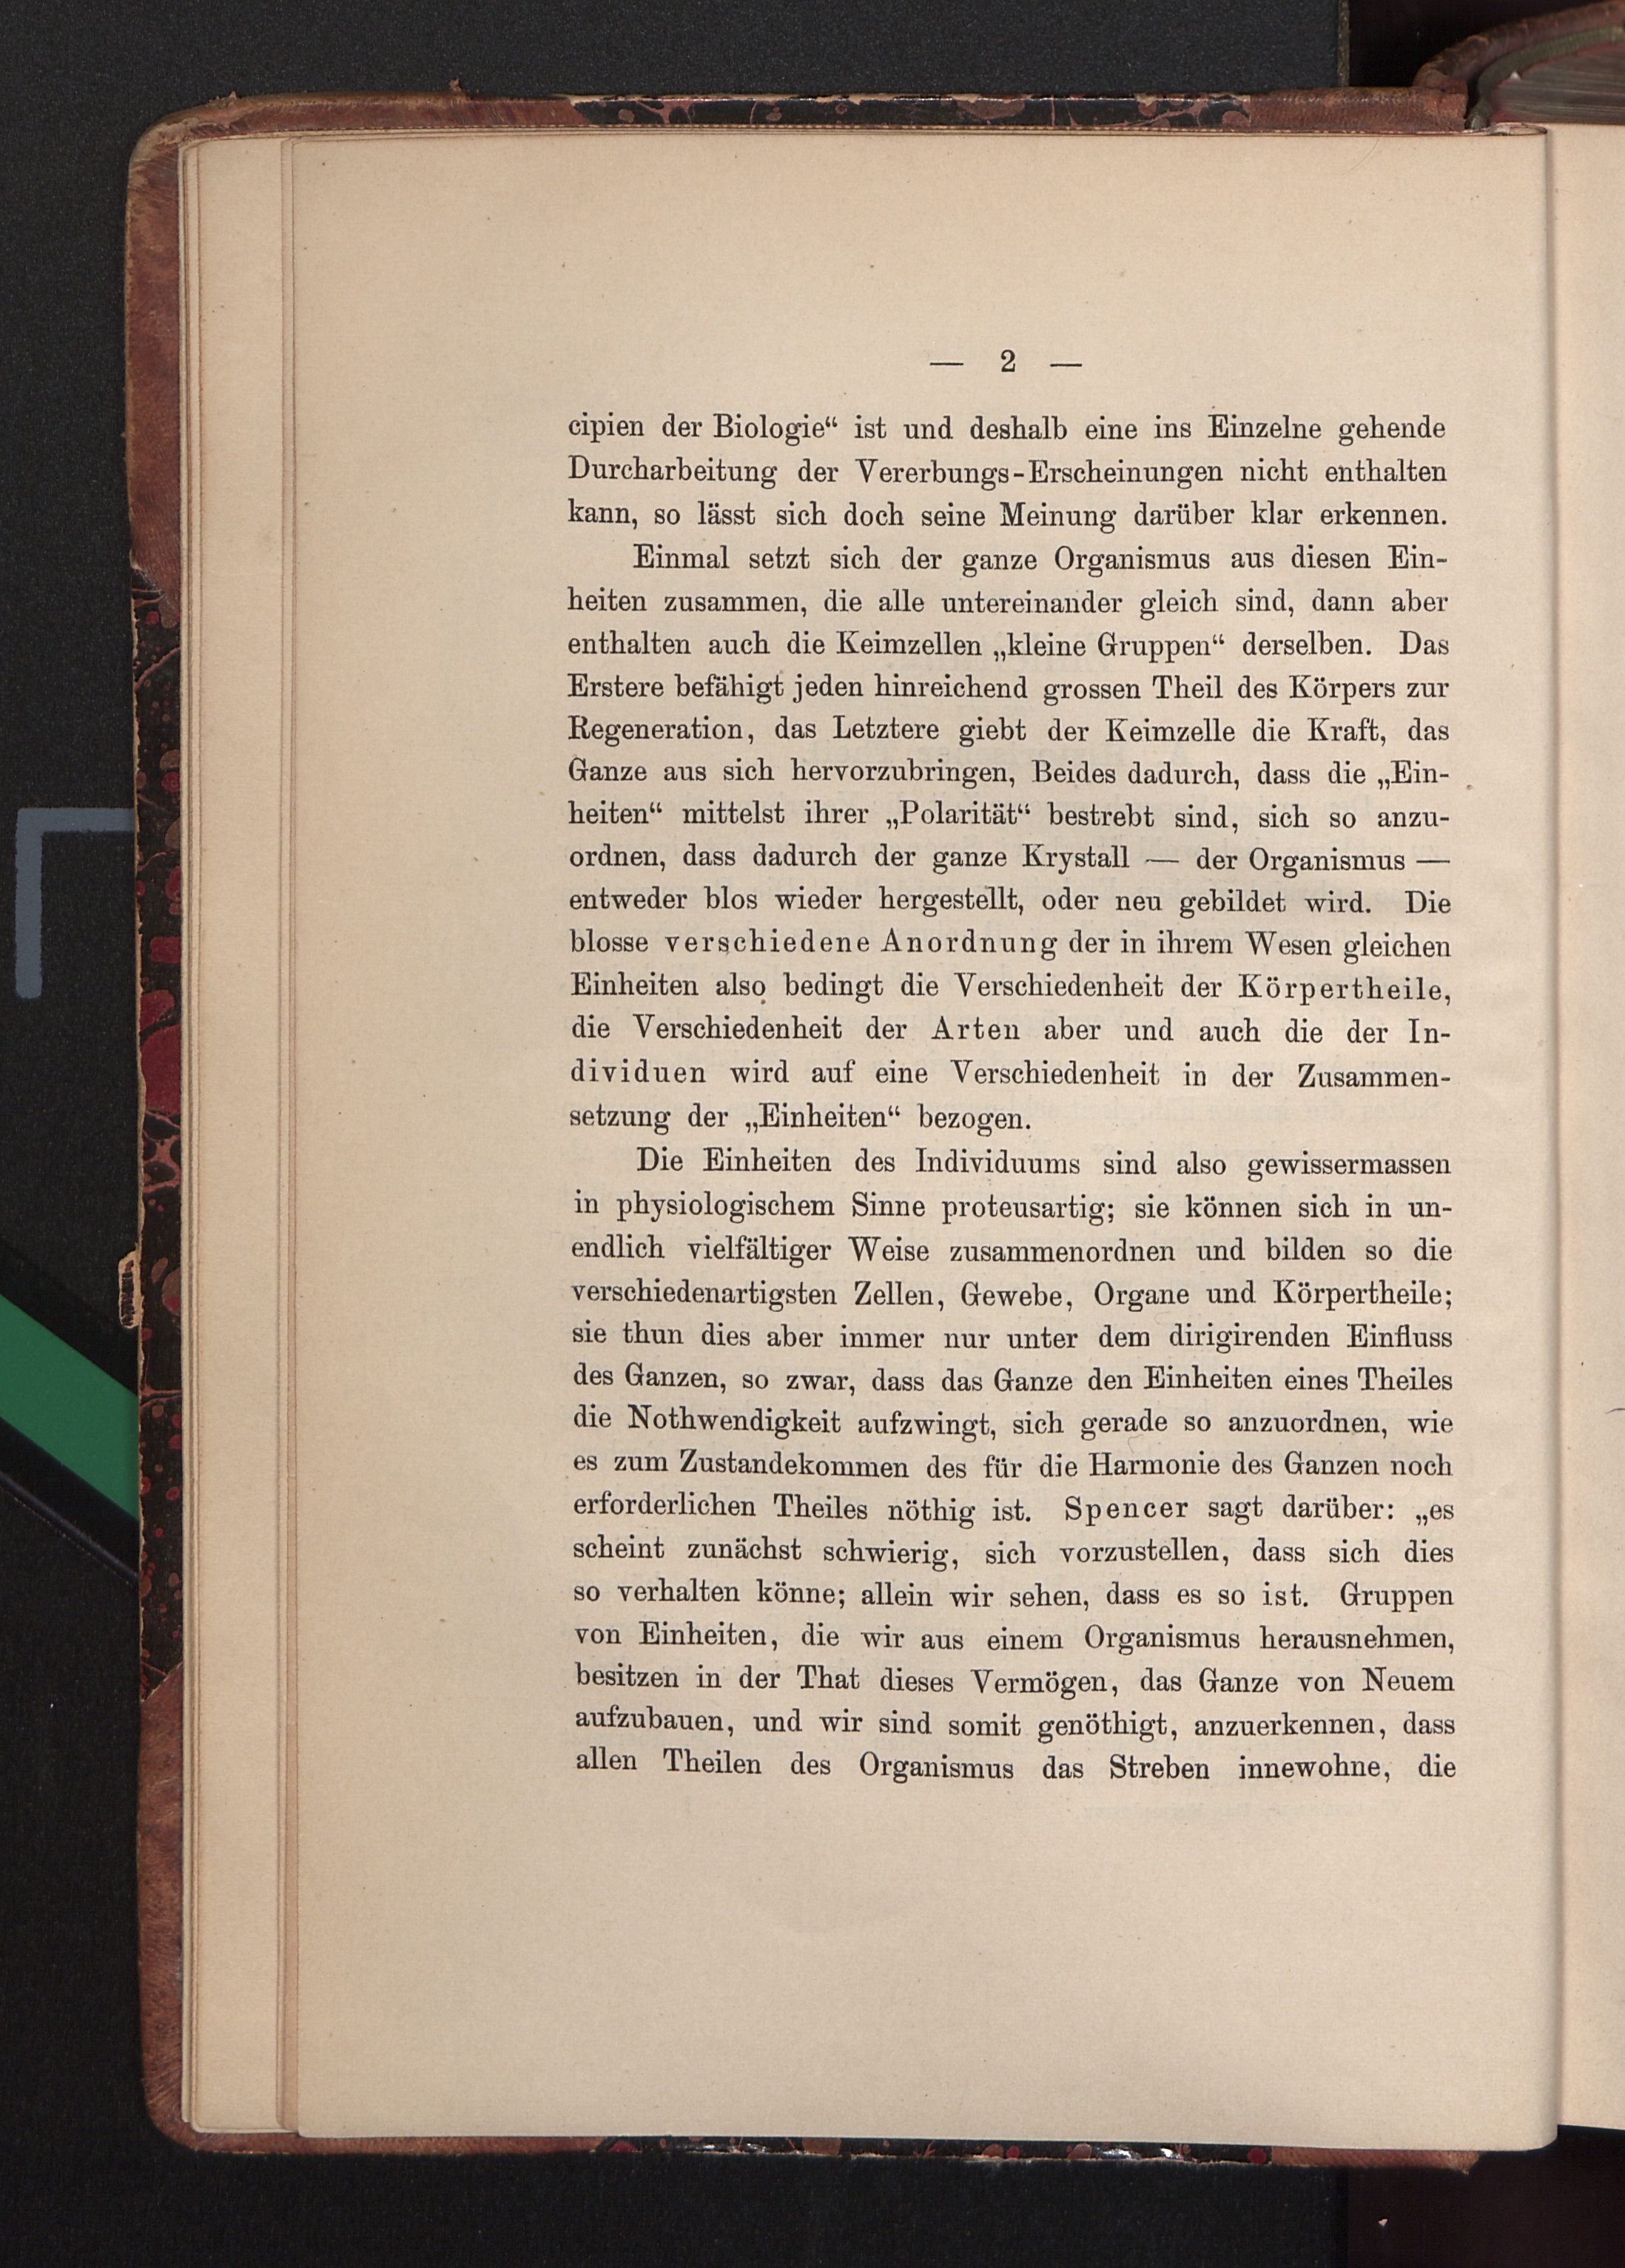 — 2 —
cipien der Biologie“ ist und deshalb eine ins Einzelne gehende
Durcharbeitung der Vererbungs-Erscheinungen nicht enthalten
kann, so lässt sich doch seine Meinung darüber klar erkennen.
Einmal setzt sich der ganze Organismus aus diesen Ein-
heiten zusammen, die alle untereinander gleich sind, dann aber
enthalten auch die Keimzellen „kleine Gruppen“ derselben. Das
Erstere befähigt jeden hinreichend grossen Theil des Körpers zur
Regeneration, das Letztere giebt der Keimzelle die Kraft, das
Ganze aus sich hervorzubringen, Beides dadurch, dass die „Ein-
heiten“ mittelst ihrer „Polarität“ bestrebt sind, sich so anzu-
ordnen, dass dadurch der ganze Krystall — der Organismus —
entweder blos wieder hergestellt, oder neu gebildet wird. Die
blosse verschiedene Anordnung der in ihrem Wesen gleichen
Einheiten also bedingt die Verschiedenheit der Körpertheile,
die Verschiedenheit der Arten aber und auch die der In-
dividuen wird auf eine Verschiedenheit in der Zusammen-
setzung der „Einheiten“ bezogen.
Die Einheiten des Individuums sind also gewissermassen
in physiologischem Sinne proteusartig; sie können sich in un-
endlich vielfältiger Weise zusammenordnen und bilden so die
verschiedenartigsten Zellen, Gewebe, Organe und Körpertheile;
sie thun dies aber immer nur unter dem dirigirenden Einfluss
des Ganzen, so zwar, dass das Ganze den Einheiten eines Theiles
die Nothwendigkeit aufzwingt, sich gerade so anzuordnen, wie
es zum Zustandekommen des für die Harmonie des Ganzen noch
erforderlichen Theiles nöthig ist. Spencer sagt darüber: „es
scheint zunächst schwierig, sich vorzustellen, dass sich dies
so verhalten könne; allein wir sehen, dass es so ist. Gruppen
von Einheiten, die wir aus einem Organismus herausnehmen,
besitzen in der That dieses Vermögen, das Ganze von Neuem
aufzubauen, und wir sind somit genöthigt, anzuerkennen, dass
allen Theilen des Organismus das Streben innewohne, die